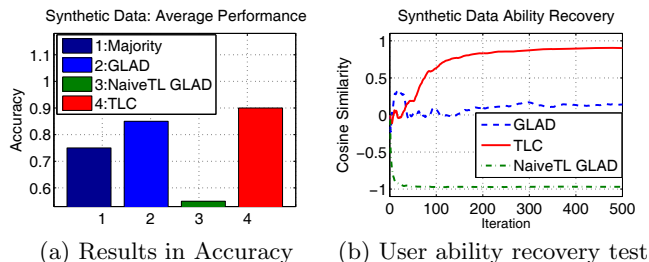 Synthetic Data: Average Performance
1.1
1
0.9
0.8
0.7
0.6
Accuracy
1:Majority
2:GLAD
3:NaiveTL GLAD
4:TLC
1 2 3 4
(a) Results in Accuracy
Synthetic Data Ability Recovery
1
0.5
0
−0.5
−1
Cosine Similarity
GLAD
TLC
NaiveTL GLAD
0 100 200 300 400 500
Iteration
(b) User ability recovery test